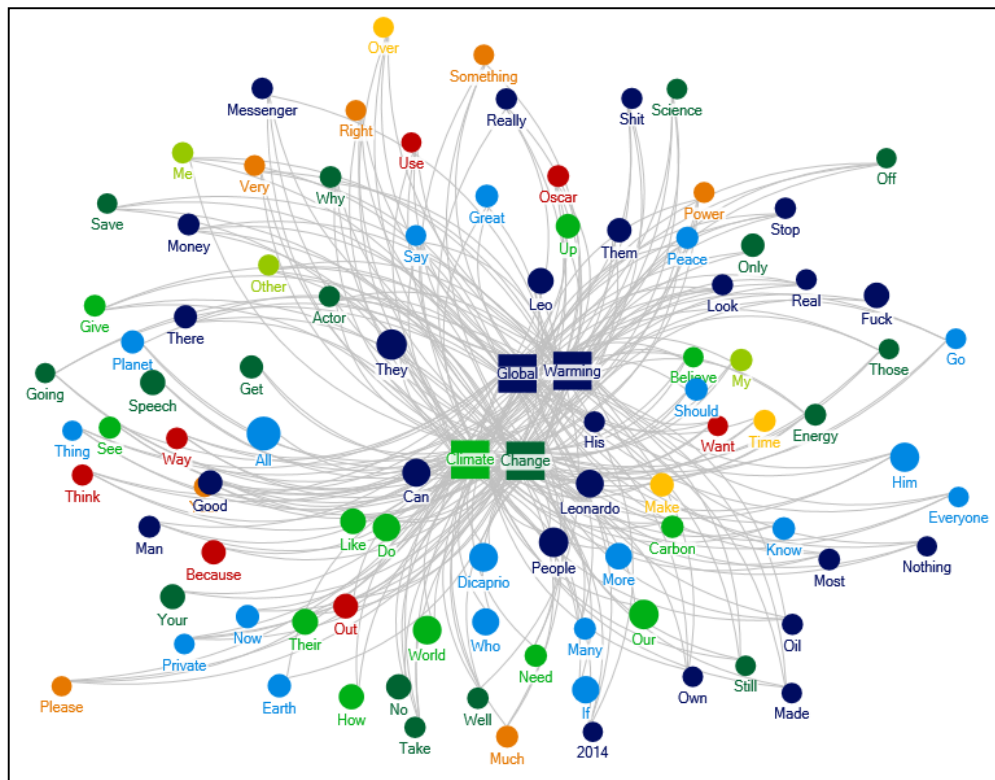 Over
Something
Messenger
Really
Shit
Science
Right
Use
Me
Very
Why
Oscar
Off
Save
Great
Power
Stop
Money
Say
Up
Them
Peace
Only
Other
Leo
Look
Real
Fuck
Give
Actor
There
Planet
They
Go
Those
Going
Speech
Get
Global
Warming
Believe
My
Should
Thing
See
Way
All
His
Want
Time
Energy
Climate
Change
Think
Good
Can
Leonardo
Make
Him
Man
Like
Do
Carbon
Know
Everyone
Because
Dicaprio
People
More
Most
Nothing
Your
Now
Their
Out
World
Who
Many
Our
Oil
Private
Need
Still
Please
Earth
How
No
Well
If
Own
Made
Take
Much
2014